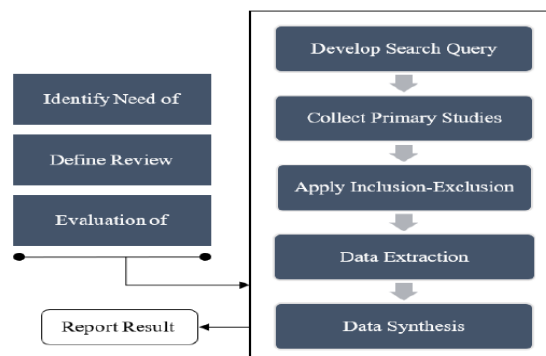 Identify Need of
Define Review
Evaluation of
Develop Search Query
Collect Primary Studies
Apply Inclusion-Exclusion
Data Extraction
Data Synthesis
Report Result